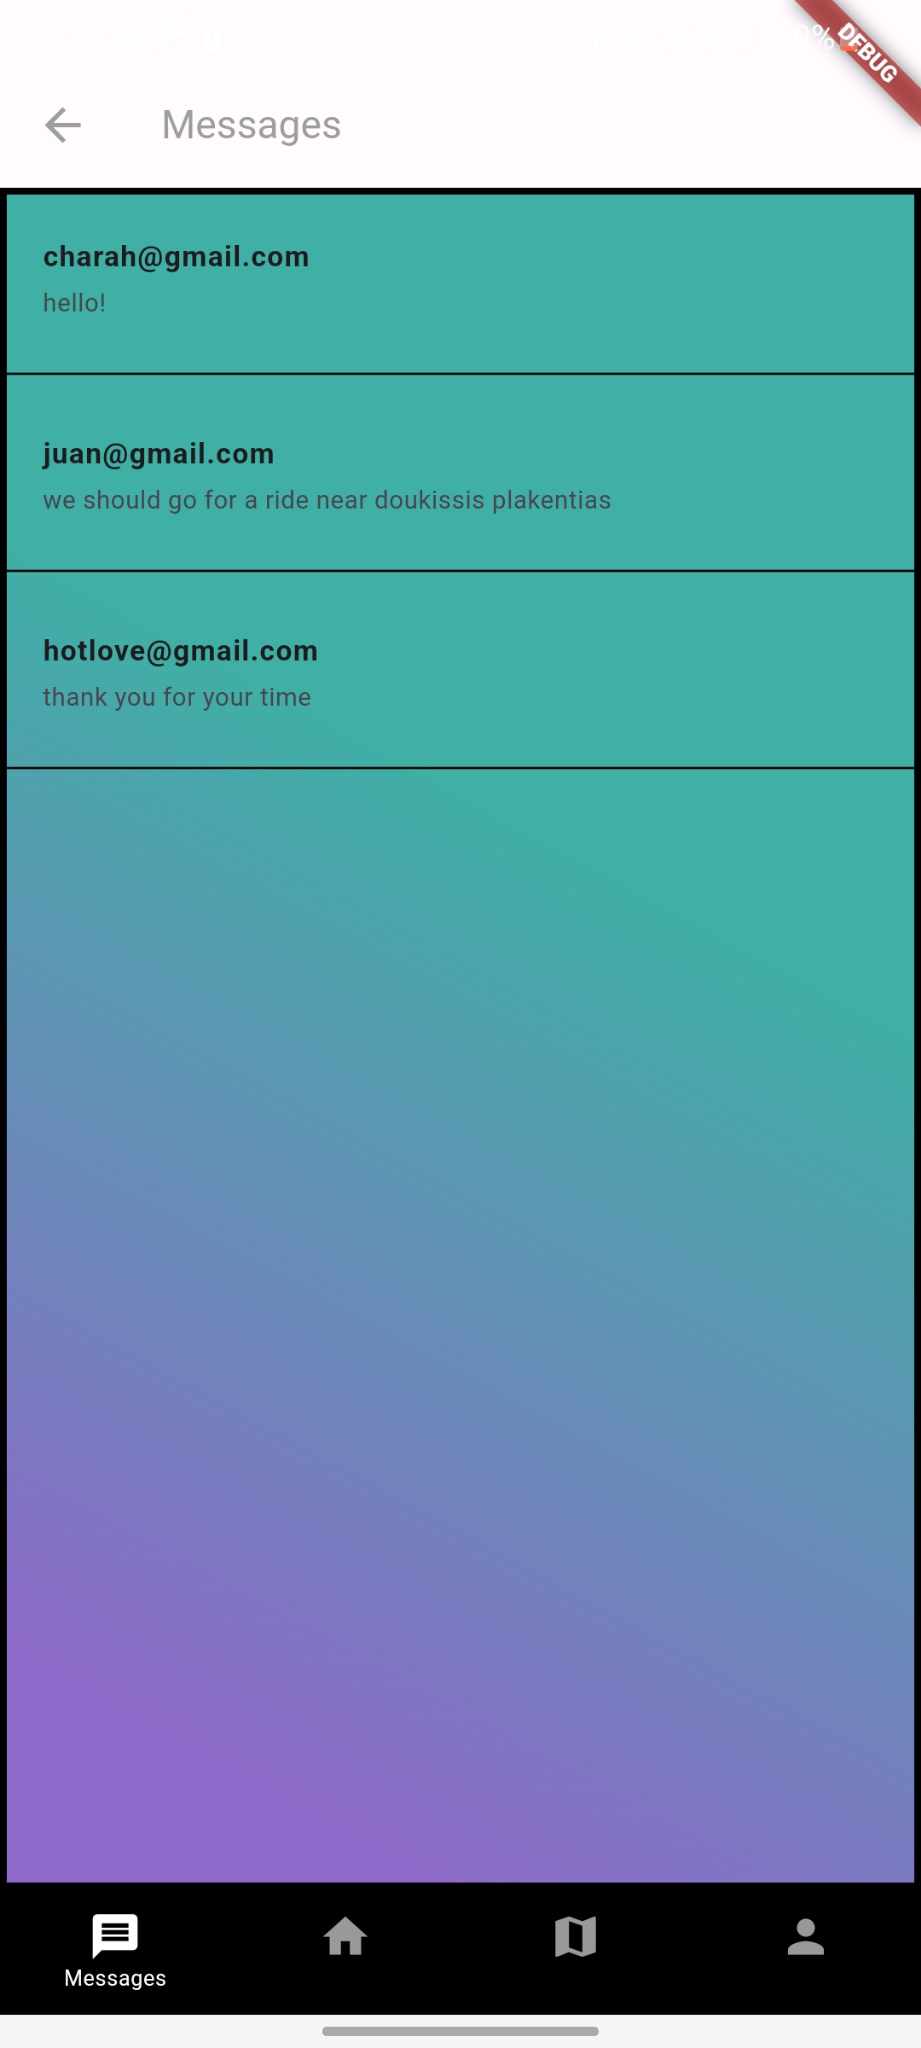 DEBUG
Messages
charah@gmail.com
hello!
juan@gmail.com
we should go for a ride near doukissis plakentias
hotlove@gmail.com
thank you for your time
Messages